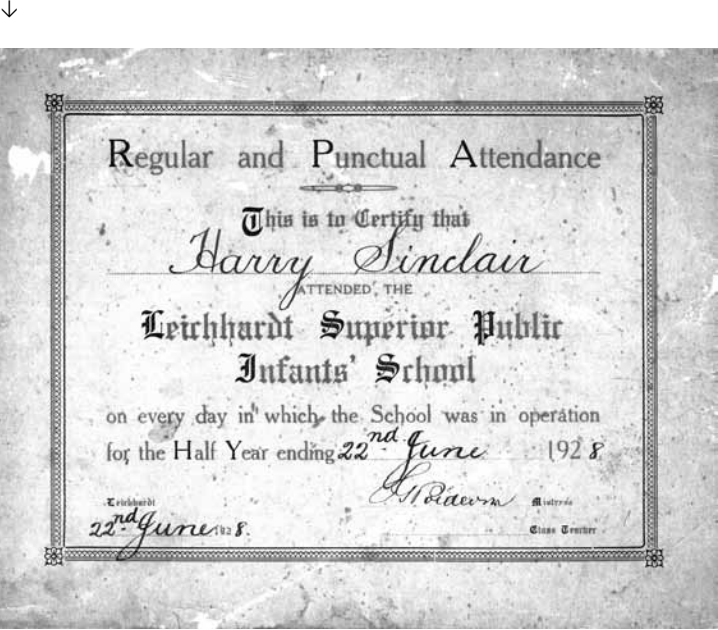 Regular and Punctual Attendance
This is to Certify that
Harry Sinclair
ATTENDED, THE
Leichhardt Superior Public
Infants' School
on every day in which the School was in operation
for the Half Year ending 22nd June 1928
Mistress
Leichhardt
22nd June 1928.
Class Teacher